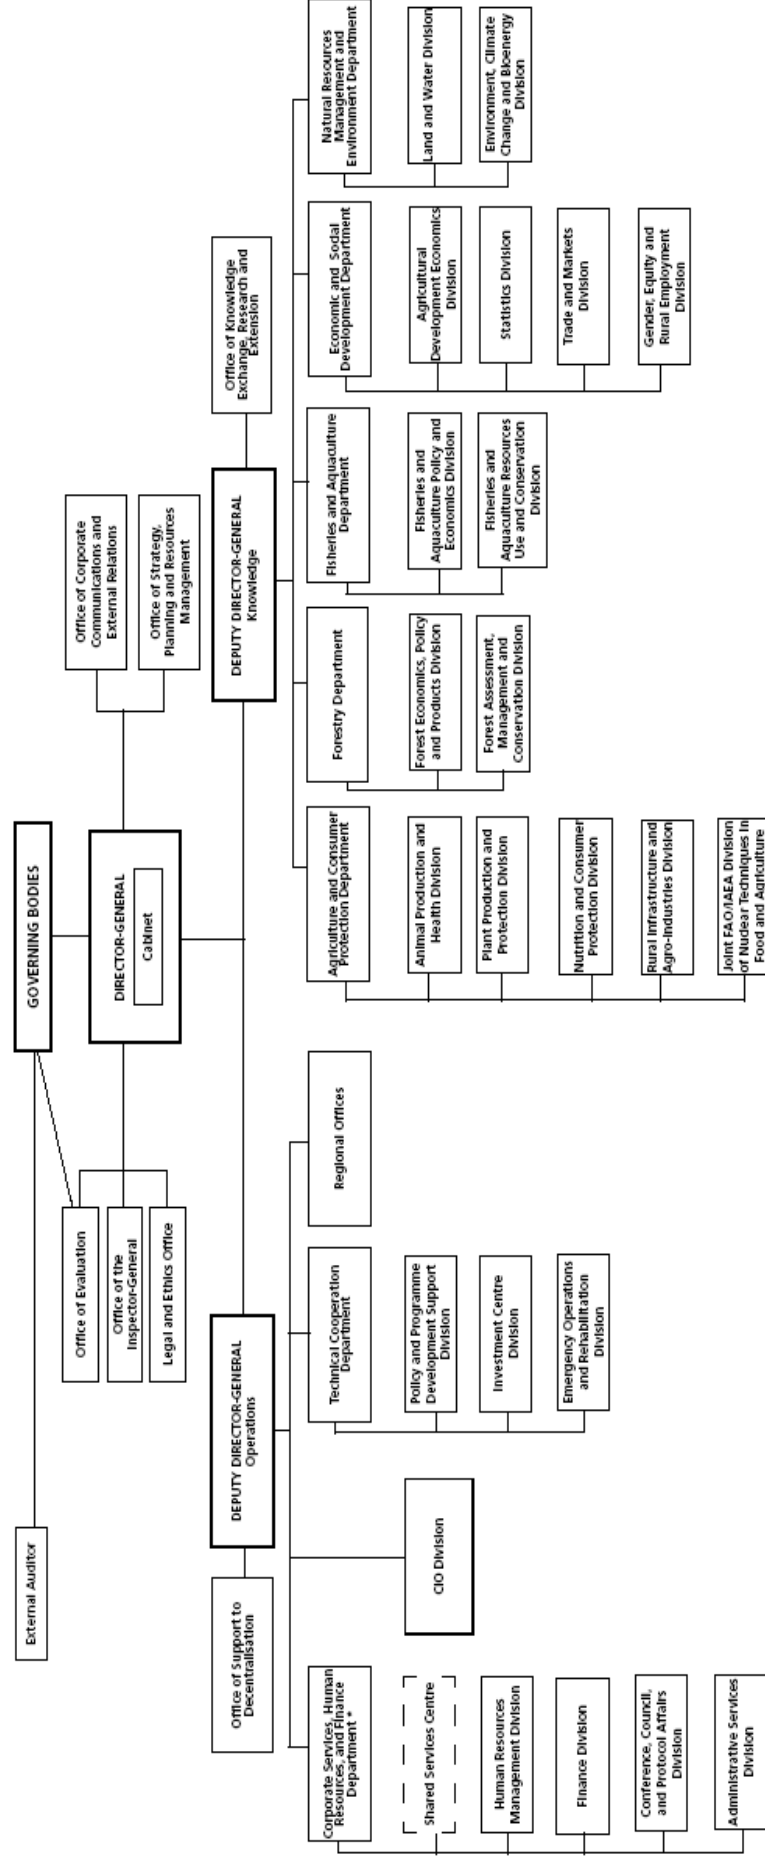 GOVERNING BODIES
External Auditor
DIRECTOR-GENERAL
Cabinet
Office of Evaluation
Office of the
Inspector-General
Legal and Ethics Office
Office of Corporate
Communications and
External Relations
Office of Strategy,
Planning and Resources
Management
Office of Support to
Decentralisation
DEPUTY DIRECTOR-GENERAL
Operations
DEPUTY DIRECTOR-GENERAL
Knowledge
Office of Knowledge
Exchange, Research and
Extension
Corporate Services, Human
Resources, and Finance
Department *
Shared Services Centre
Human Resources
Management Division
Finance Division
Conference, Council,
and Protocol Affairs
Division
Administrative Services
Division
CIO Division
Technical Cooperation
Department
Policy and Programme
Development Support
Division
Investment Centre
Division
Emergency Operations
and Rehabilitation
Division
Regional Offices
Agriculture and Consumer
Protection Department
Animal Production and
Health Division
Plant Production and
Protection Division
Nutrition and Consumer
Protection Division
Rural Infrastructure and
Agro-Industries Division
Joint FAO/IAEA Division
of Nuclear Techniques in
Food and Agriculture
Forestry Department
Forest Economics, Policy
and Products Division
Forest Assessment,
Management and
Conservation Division
Fisheries and Aquaculture
Department
Fisheries and
Aquaculture Policy and
Economics Division
Fisheries and
Aquaculture Resources
Use and Conservation
Division
Economic and Social
Development Department
Agricultural
Development Economics
Division
Statistics Division
Trade and Markets
Division
Gender, Equity and
Rural Employment
Division
Natural Resources
Management and
Environment Department
Land and Water Division
Environment, Climate
Change and Bioenergy
Division